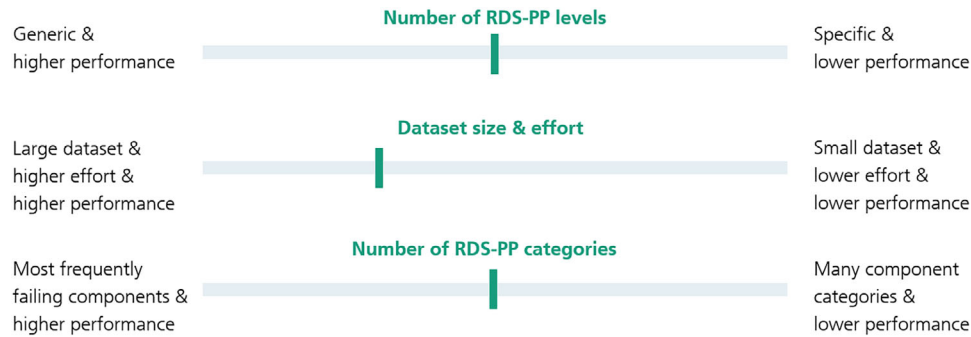 Number of RDS-PP levels
Generic &
higher performance
Specific &
lower performance
Dataset size & effort
Large dataset &
higher effort &
higher performance
Small dataset &
lower effort &
lower performance
Number of RDS-PP categories
Most frequently
failing components &
higher performance
Many component
categories &
lower performance